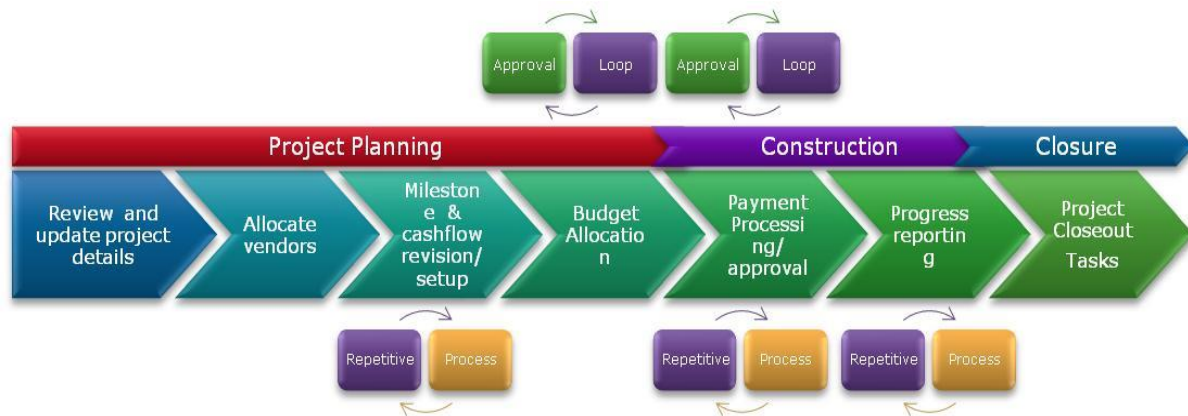 Approval
Loop
Approval
Loop
Project Planning
Construction
Closure
Review and
update project
details
Allocate
vendors
Mileston
e &
cashflow
revision/
setup
Budget
Allocatio
n
Payment
Processi
ng/
approval
Progress
reportin
g
Project
Closeout
Tasks
Repetitive
Process
Repetitive
Process
Repetitive
Process